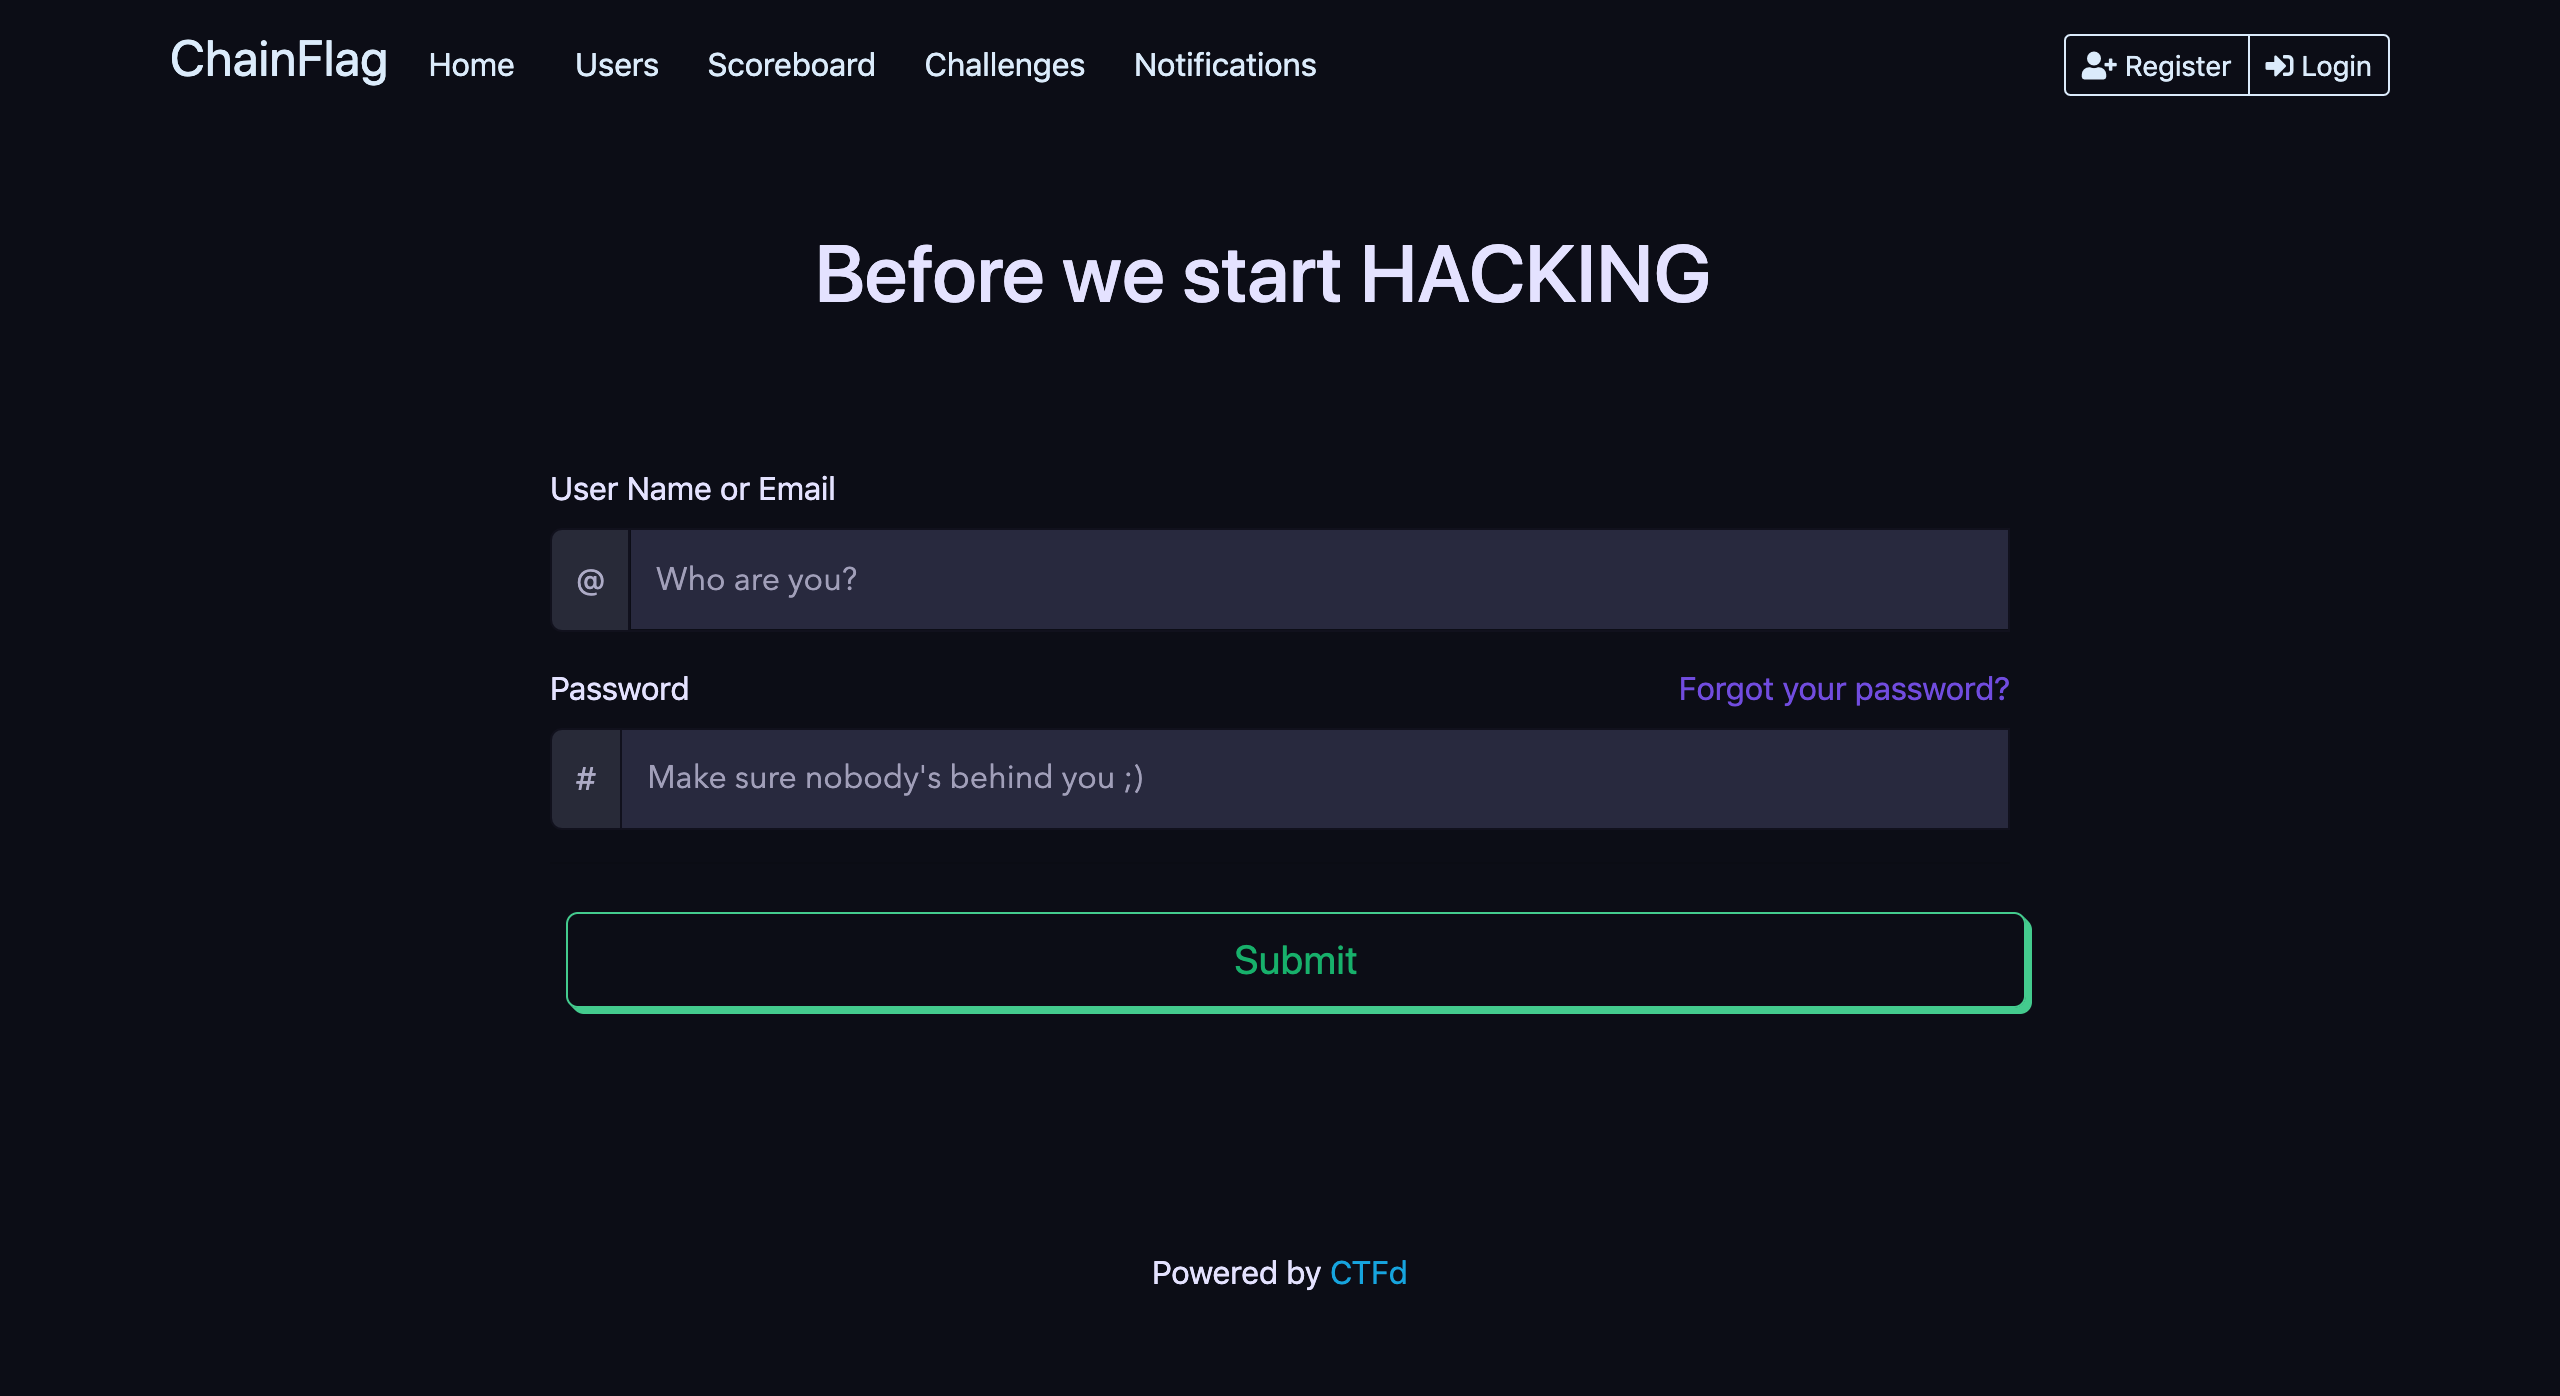 ChainFlag Home Users Scoreboard Challenges Notifications Register Login
Before we start HACKING
User Name or Email
@ Who are you?
Password Forgot your password?
# Make sure nobody's behind you ;)
Submit
Powered by CTFd